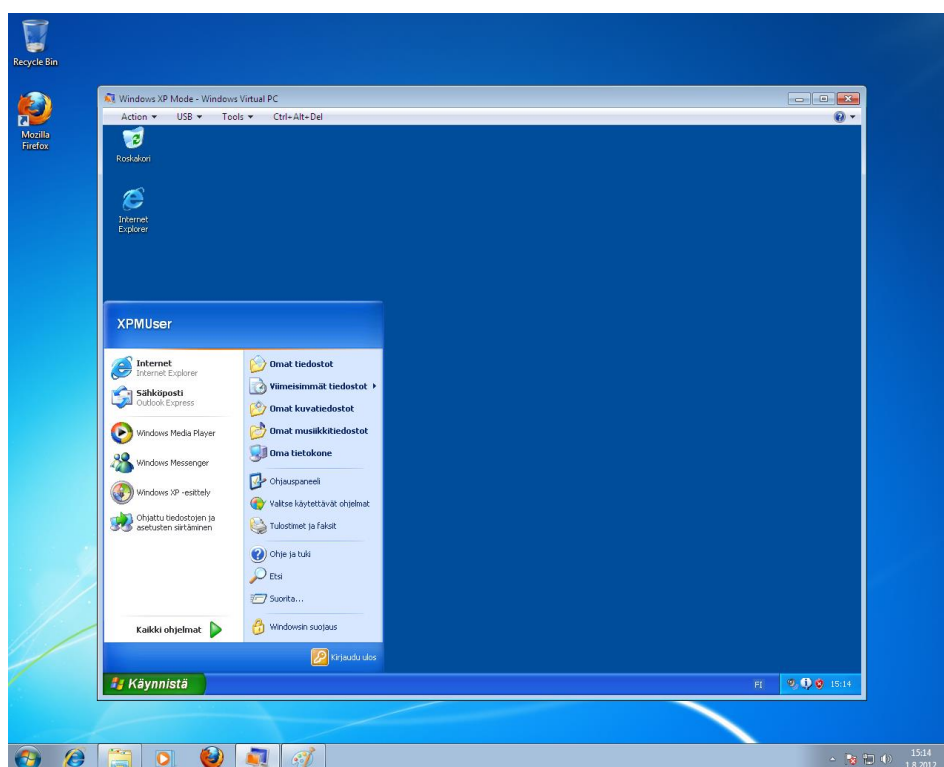 Recycle Bin
Mozilla
Firefox
Windows XP Mode - Windows Virtual PC
Action USB Tools Ctrl+Alt+Del
Roskakori
Internet
Explorer
XPMUser
Internet
Internet Explorer
Sähköposti
Outlook Express
Windows Media Player
Windows Messenger
Windows XP -esittely
Ohjattu tiedostojen ja
asetusten siirtäminen
Kaikki ohjelmat
Omat tiedostot
Viimeisimmät tiedostot
Omat kuvatiedostot
Omat musiikkitiedostot
Oma tietokone
Ohjauspaneeli
Valitse käytettävät ohjelmat
Tulostimet ja faksit
Ohje ja tuki
Etsi
Suorita...
Windowsin suojaus
Kirjaudu ulos
Käynnistä
FI
15:14
15:14
1.8.2012